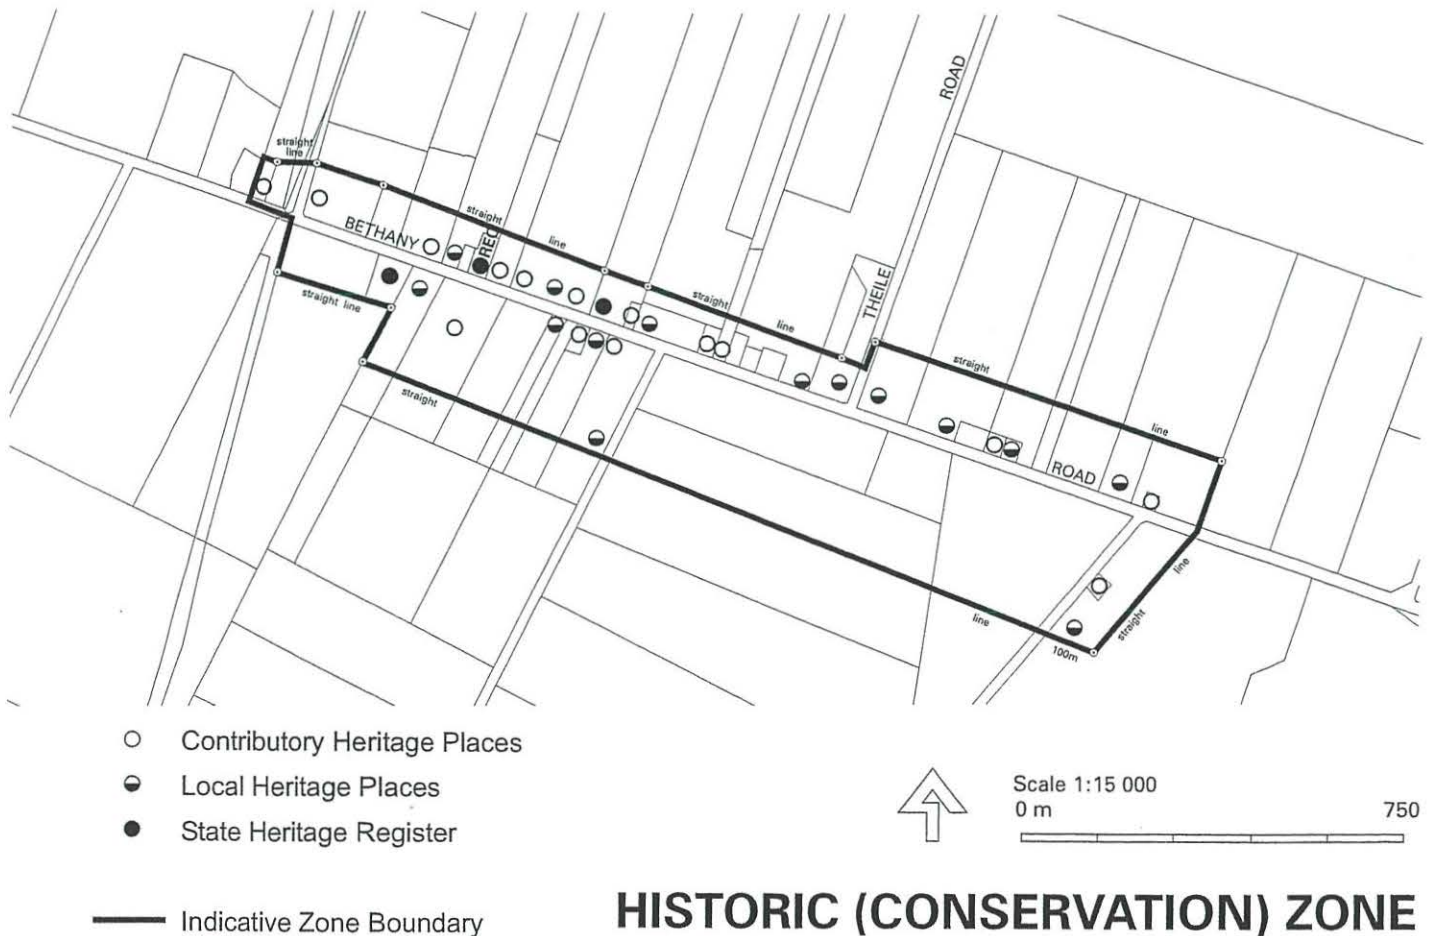 ROAD
straight
line
BETHANY
REC
straight
line
straight
line
THEILE
straight line
straight
straight
line
ROAD
line
straight
line
100m
Contributory Heritage Places
Local Heritage Places
State Heritage Register
Indicative Zone Boundary
Scale 1:15 000
0 m 750
HISTORIC (CONSERVATION) ZONE